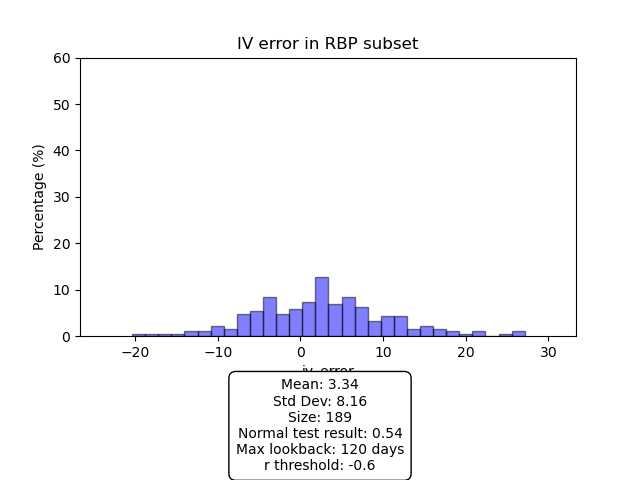 IV error in RBP subset
60
50
40
30
20
10
0
Percentage (%)
−20 −10 0 10 20 30
iv_error
Mean: 3.34
Std Dev: 8.16
Size: 189
Normal test result: 0.54
Max lookback: 120 days
r threshold: -0.6